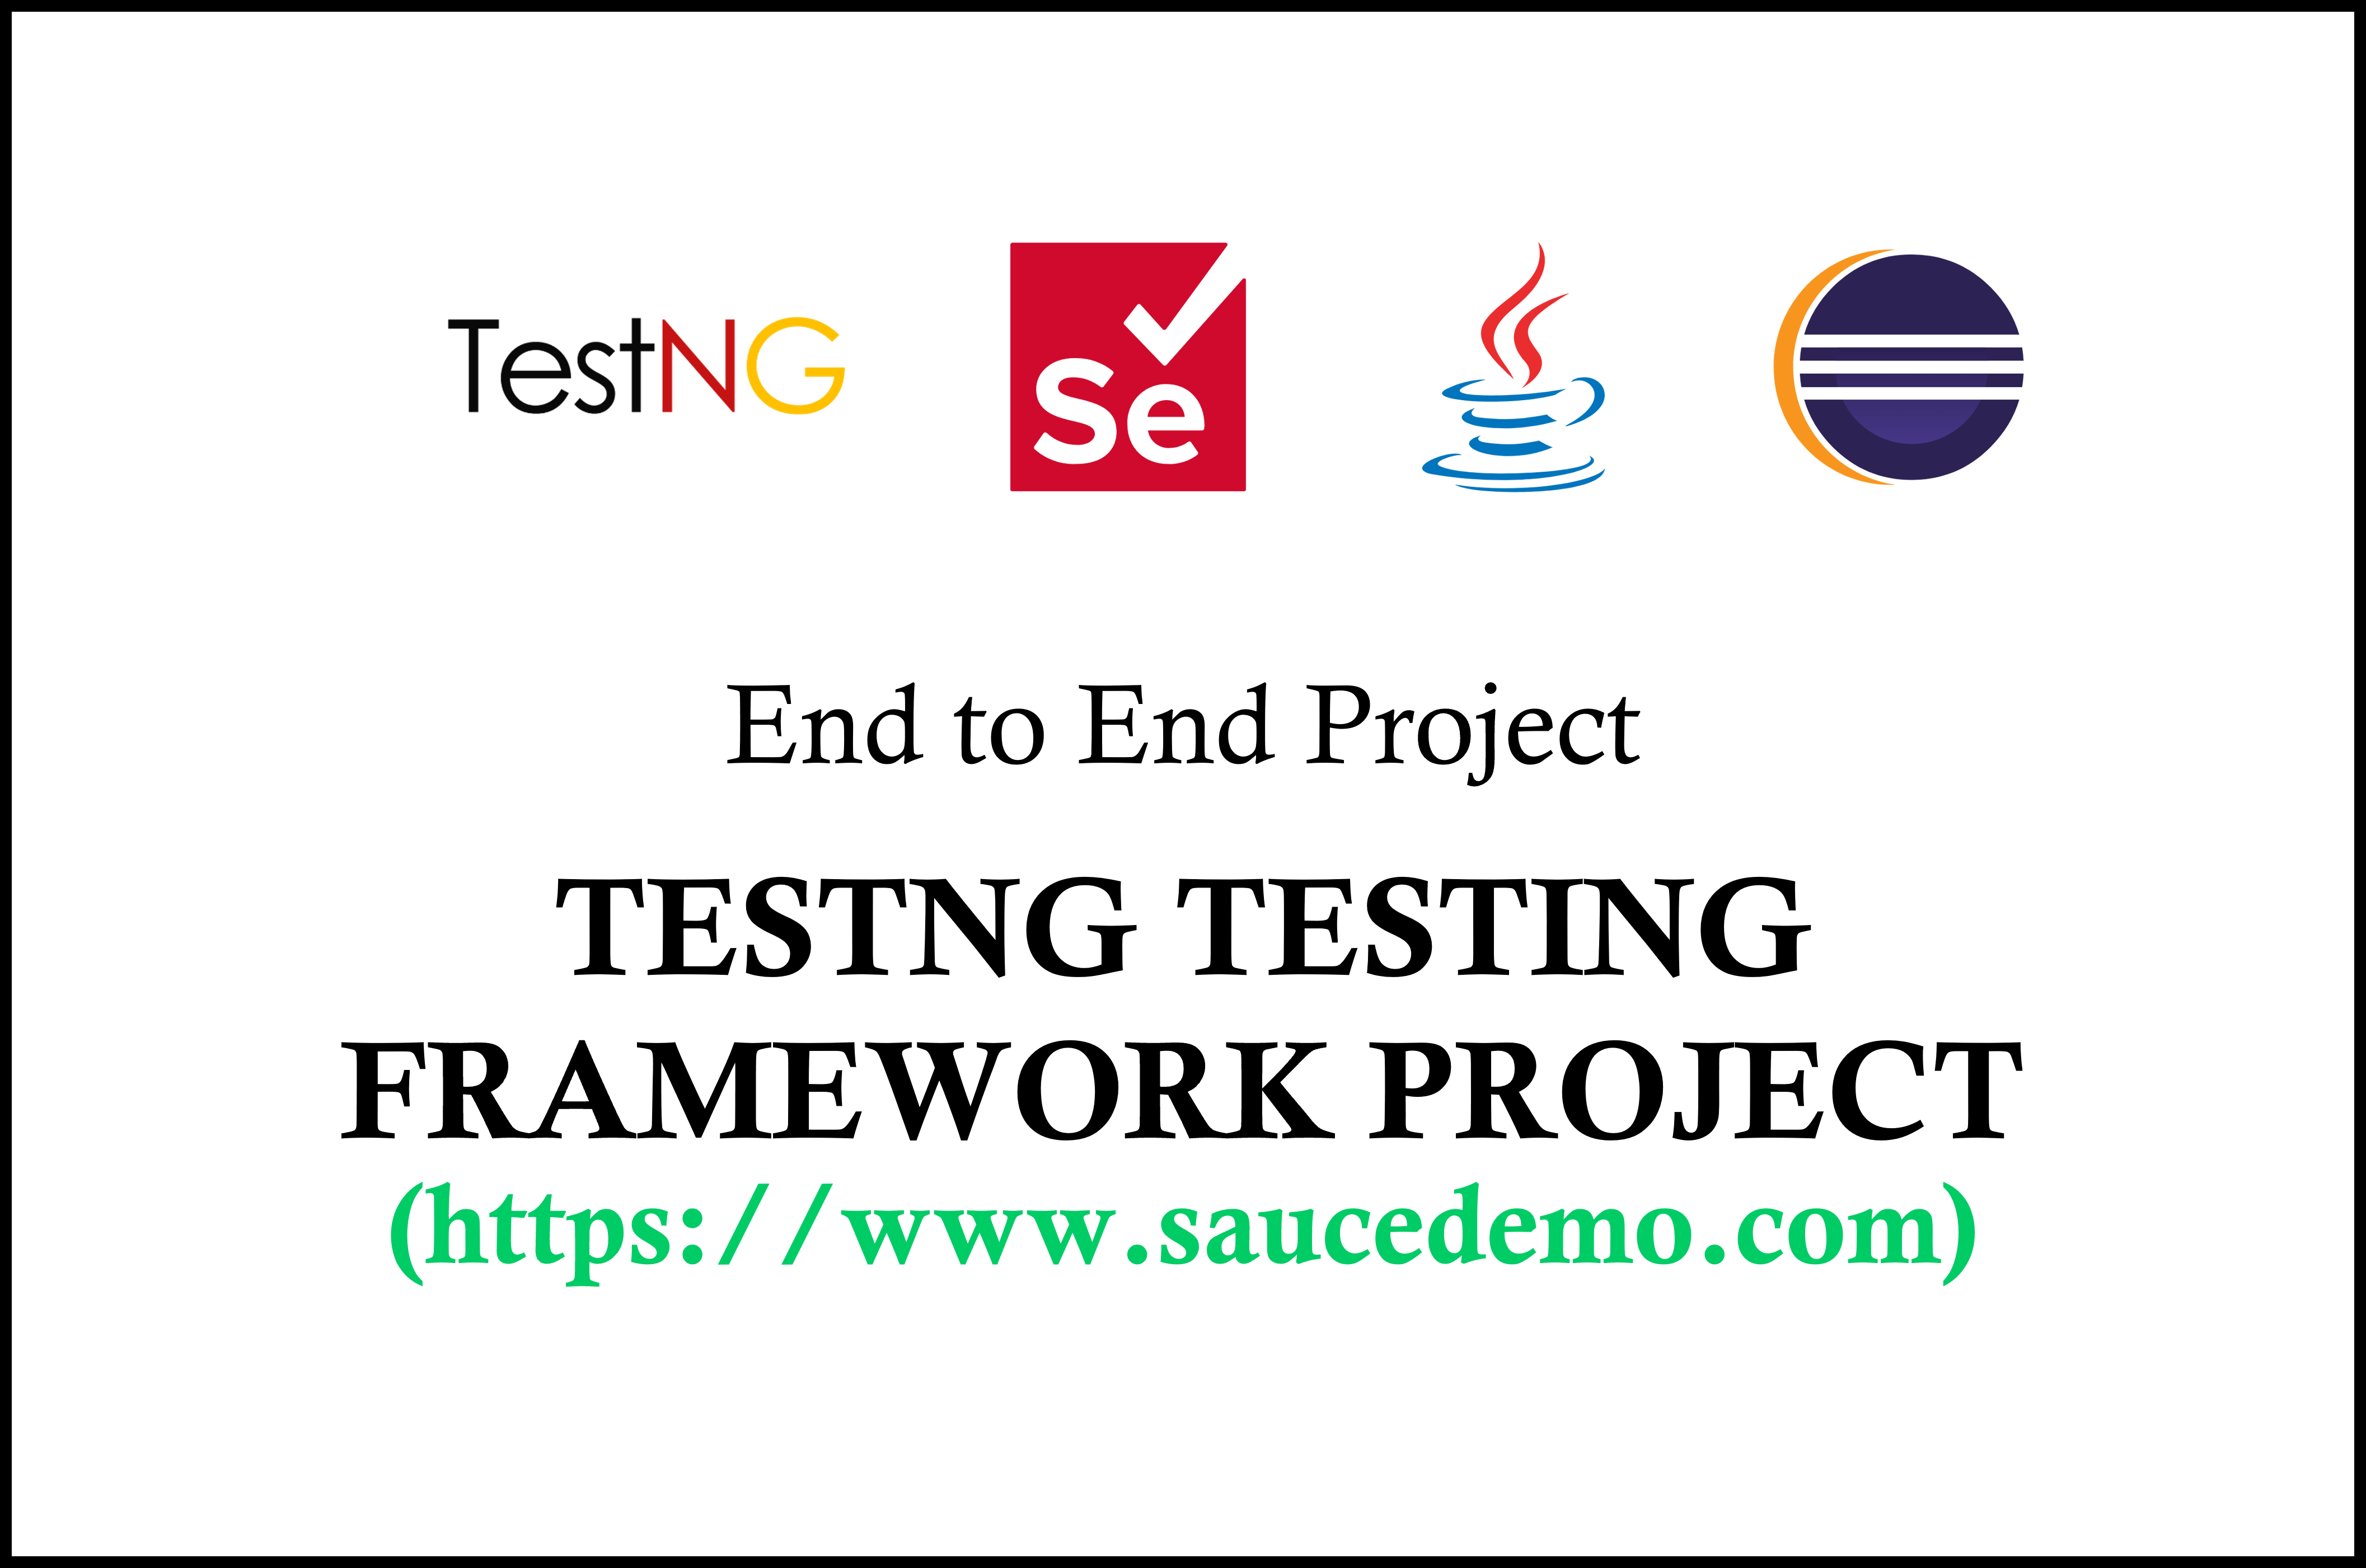 TestNG
Se
End to End Project
TESTNG TESTING
FRAMEWORK PROJECT
(https://www.saucedemo.com)